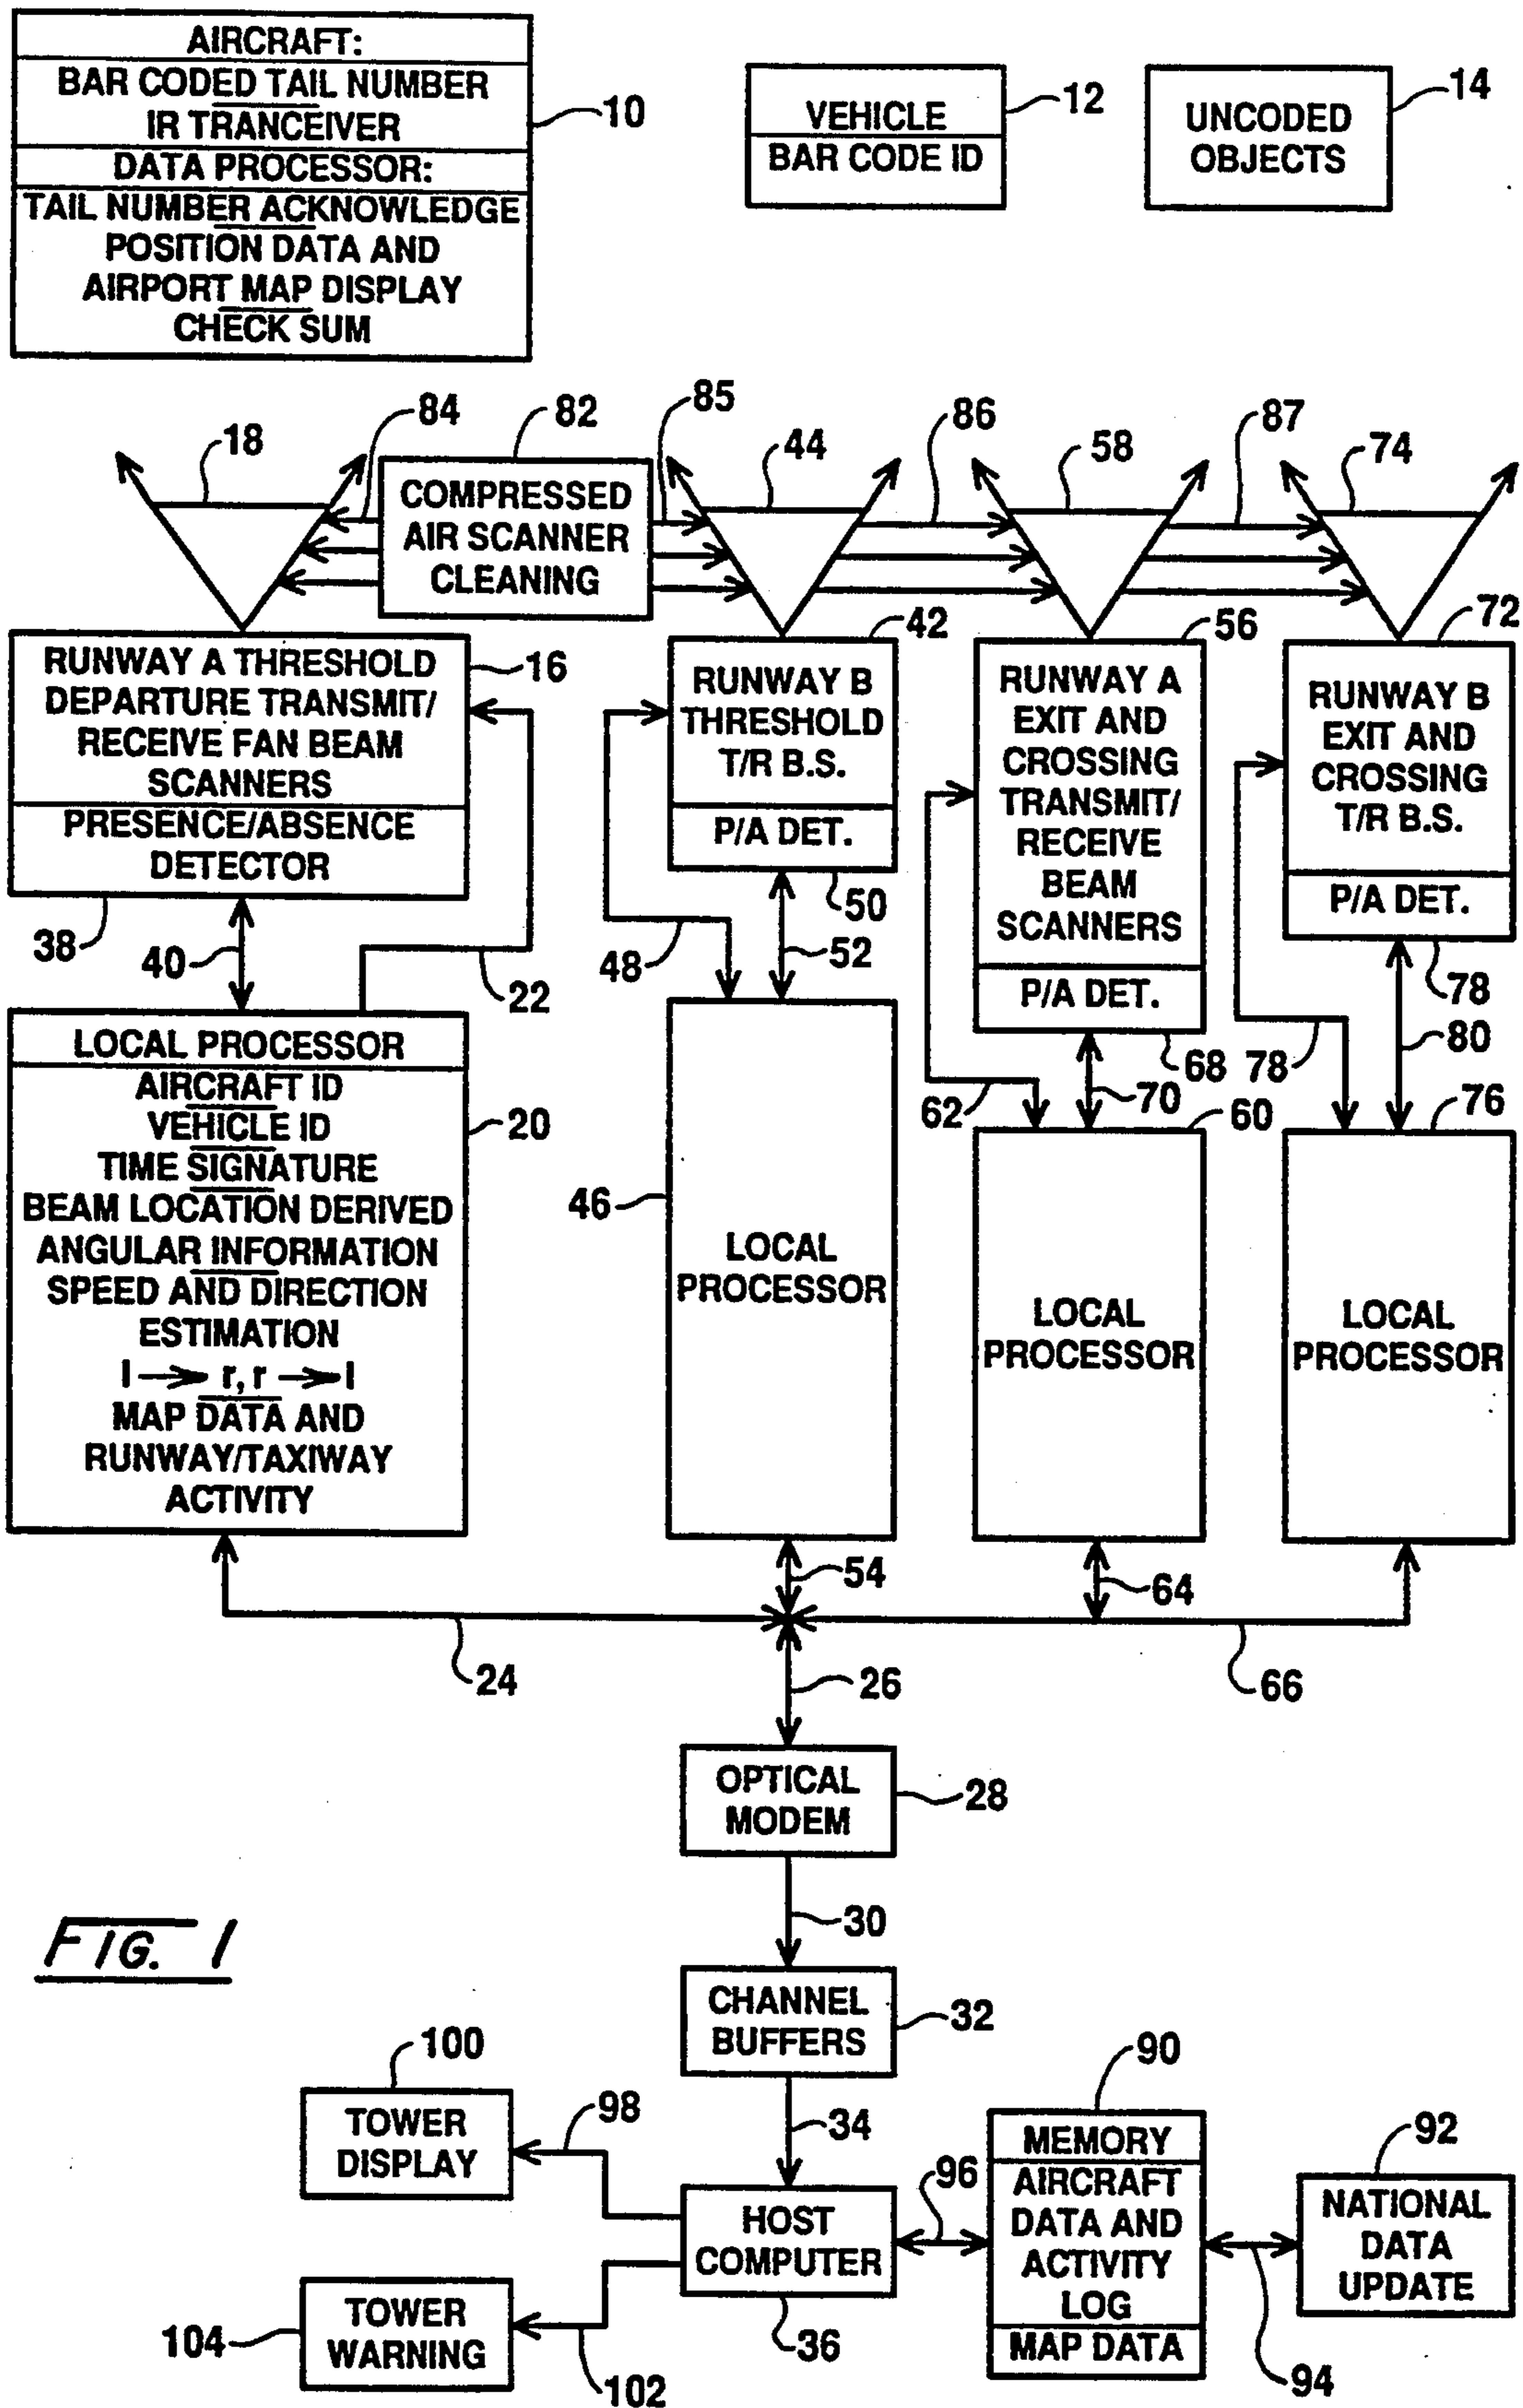 AIRCRAFT:
BAR CODED TAIL NUMBER
IR TRANCEIVER
DATA PROCESSOR:
TAIL NUMBER ACKNOWLEDGE
POSITION DATA AND
AIRPORT MAP DISPLAY
CHECK SUM
10
VEHICLE
BAR CODE ID
12
UNCODED
OBJECTS
14
18
84
82
85
44
86
58
87
74
COMPRESSED
AIR SCANNER
CLEANING
RUNWAY A THRESHOLD
DEPARTURE TRANSMIT/
RECEIVE FAN BEAM
SCANNERS
PRESENCE/ABSENCE
DETECTOR
16
38
40
22
RUNWAY B
THRESHOLD
T/R B.S.
P/A DET.
42
50
48
52
RUNWAY A
EXIT AND
CROSSING
TRANSMIT/
RECEIVE
BEAM
SCANNERS
P/A DET.
56
68
62
70
RUNWAY B
EXIT AND
CROSSING
T/R B.S.
P/A DET.
72
78
78
80
LOCAL PROCESSOR
AIRCRAFT ID
VEHICLE ID
TIME SIGNATURE
BEAM LOCATION DERIVED
ANGULAR INFORMATION
SPEED AND DIRECTION
ESTIMATION
l → r, r → l
MAP DATA AND
RUNWAY/TAXIWAY
ACTIVITY
20
46
LOCAL
PROCESSOR
60
LOCAL
PROCESSOR
76
LOCAL
PROCESSOR
54
64
24
26
66
OPTICAL
MODEM
28
30
FIG. 1
CHANNEL
BUFFERS
32
34
100
TOWER
DISPLAY
98
HOST
COMPUTER
36
96
90
MEMORY
AIRCRAFT
DATA AND
ACTIVITY
LOG
MAP DATA
92
NATIONAL
DATA
UPDATE
94
104
TOWER
WARNING
102